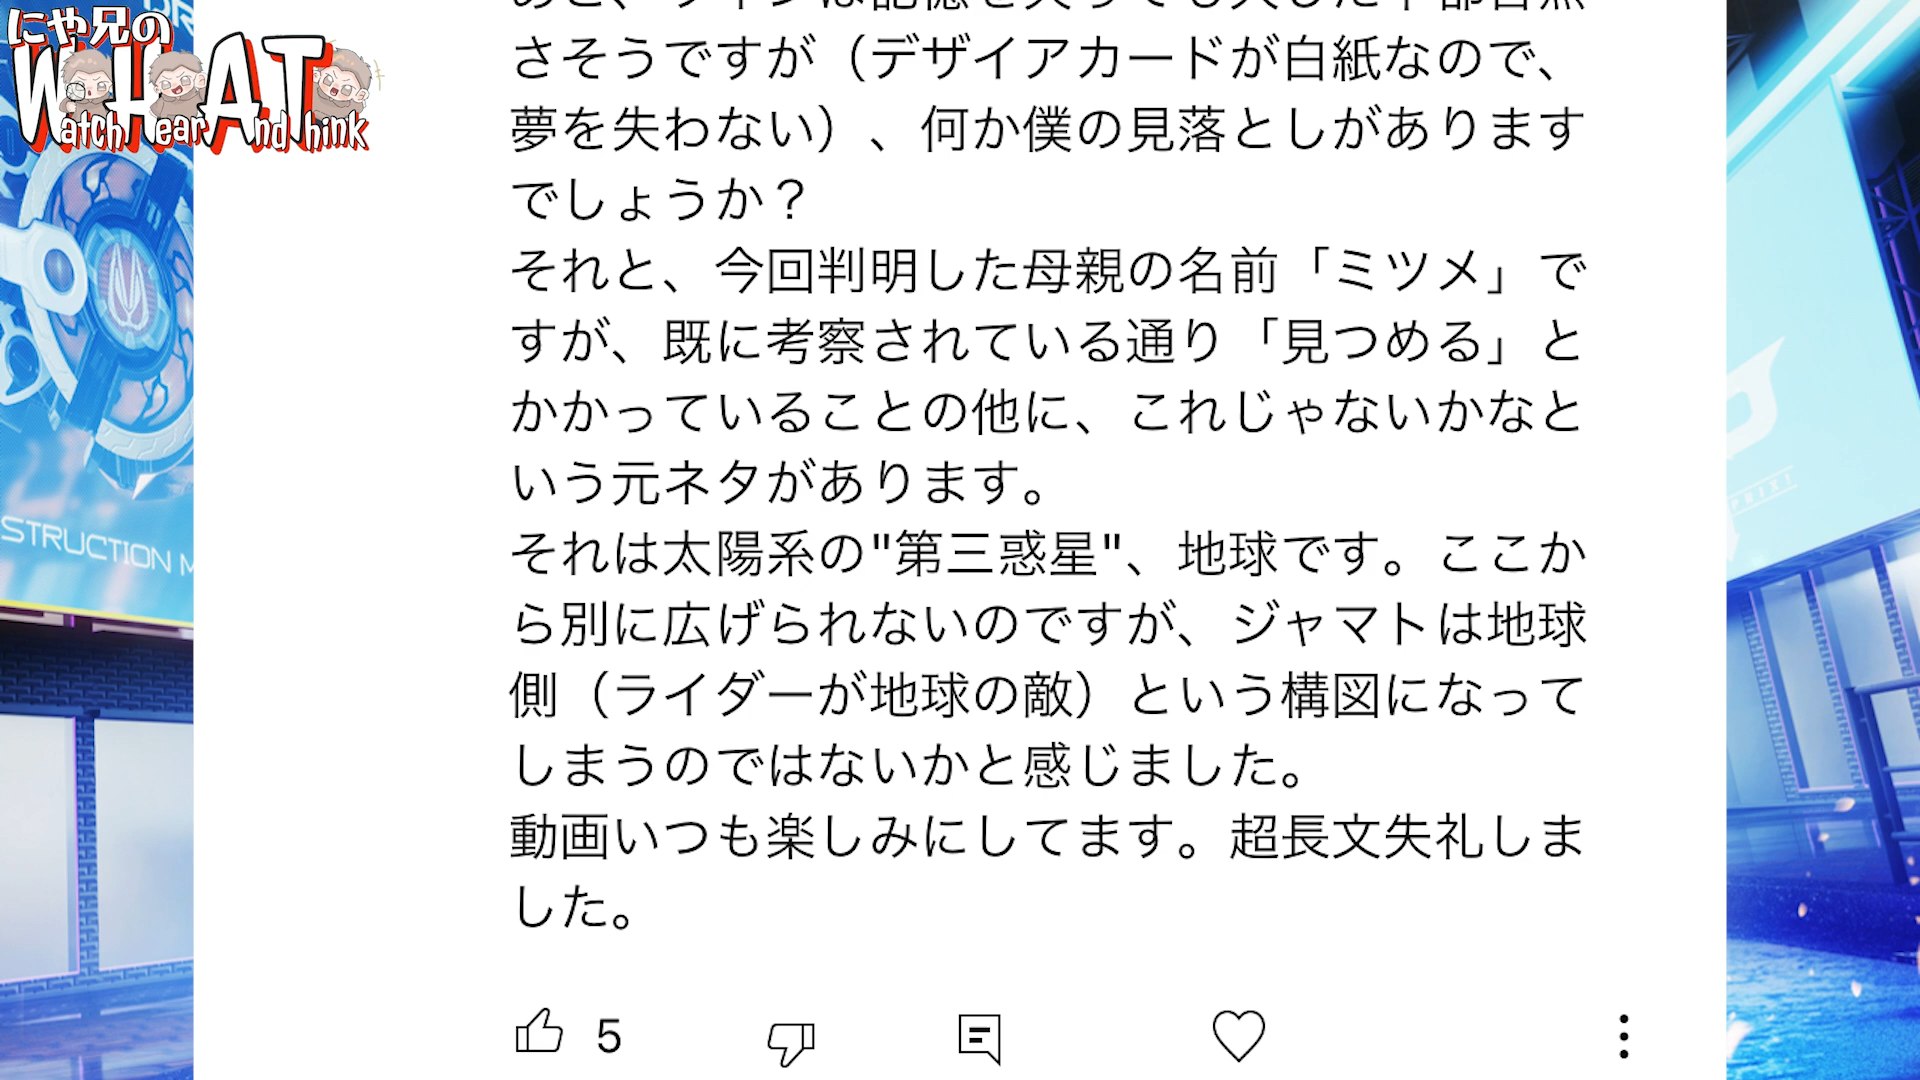 にや兄の
WHAT
Watch Hear And Think
さそうですが（デザイアカードが白紙なので、
夢を失わない）、何か僕の見落としがあります
でしょうか？
それと、今回判明した母親の名前「ミツメ」で
すが、既に考察されている通り「見つめる」と
かかっていることの他に、これじゃないかなと
いう元ネタがあります。
それは太陽系の"第三惑星"、地球です。ここか
ら別に広げられないのですが、ジャマトは地球
側（ライダーが地球の敵）という構図になって
しまうのではないかと感じました。
動画いつも楽しみにしてます。超長文失礼しま
した。
5
STRUCTION M